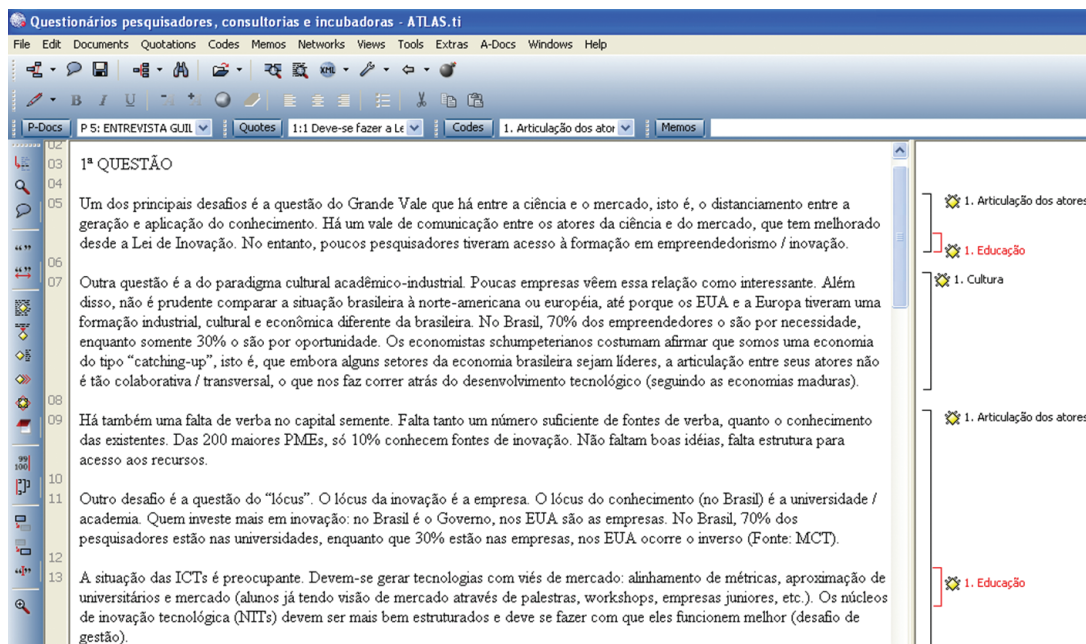 Questionários pesquisadores, consultorias e incubadoras - ATLAS.ti
File Edit Documents Quotations Codes Memos Networks Views Tools Extras A-Docs Windows Help
XML
B I U
P-Docs P 5: ENTREVISTA GUIL Quotes 1:1 Deve-se fazer a Le Codes 1. Articulação dos ator Memos
02
03 1ª QUESTÃO
04
05 Um dos principais desafios é a questão do Grande Vale que há entre a ciência e o mercado, isto é, o distanciamento entre a 1. Articulação dos atores
geração e aplicação do conhecimento. Há um vale de comunicação entre os atores da ciência e do mercado, que tem melhorado
desde a Lei de Inovação. No entanto, poucos pesquisadores tiveram acesso à formação em empreendedorismo / inovação. 1. Educação
06
07 Outra questão é a do paradigma cultural acadêmico-industrial. Poucas empresas vêem essa relação como interessante. Além 1. Cultura
disso, não é prudente comparar a situação brasileira à norte-americana ou européia, até porque os EUA e a Europa tiveram uma
formação industrial, cultural e econômica diferente da brasileira. No Brasil, 70% dos empreendedores o são por necessidade,
enquanto somente 30% o são por oportunidade. Os economistas schumpeterianos costumam afirmar que somos uma economia
do tipo “catching-up”, isto é, que embora alguns setores da economia brasileira sejam líderes, a articulação entre seus atores não
é tão colaborativa / transversal, o que nos faz correr atrás do desenvolvimento tecnológico (seguindo as economias maduras).
08
09 Há também uma falta de verba no capital semente. Falta tanto um número suficiente de fontes de verba, quanto o conhecimento 1. Articulação dos atores
das existentes. Das 200 maiores PMEs, só 10% conhecem fontes de inovação. Não faltam boas idéias, falta estrutura para
acesso aos recursos.
99
100
10
11 Outro desafio é a questão do “lócus”. O lócus da inovação é a empresa. O lócus do conhecimento (no Brasil) é a universidade /
academia. Quem investe mais em inovação: no Brasil é o Governo, nos EUA são as empresas. No Brasil, 70% dos
pesquisadores estão nas universidades, enquanto que 30% estão nas empresas, nos EUA ocorre o inverso (Fonte: MCT).
12
13 A situação das ICTs é preocupante. Devem-se gerar tecnologias com viés de mercado: alinhamento de métricas, aproximação de 1. Educação
universitários e mercado (alunos já tendo visão de mercado através de palestras, workshops, empresas juniores, etc.). Os núcleos
de inovação tecnológica (NITs) devem ser mais bem estruturados e deve se fazer com que eles funcionem melhor (desafio de
gestão).